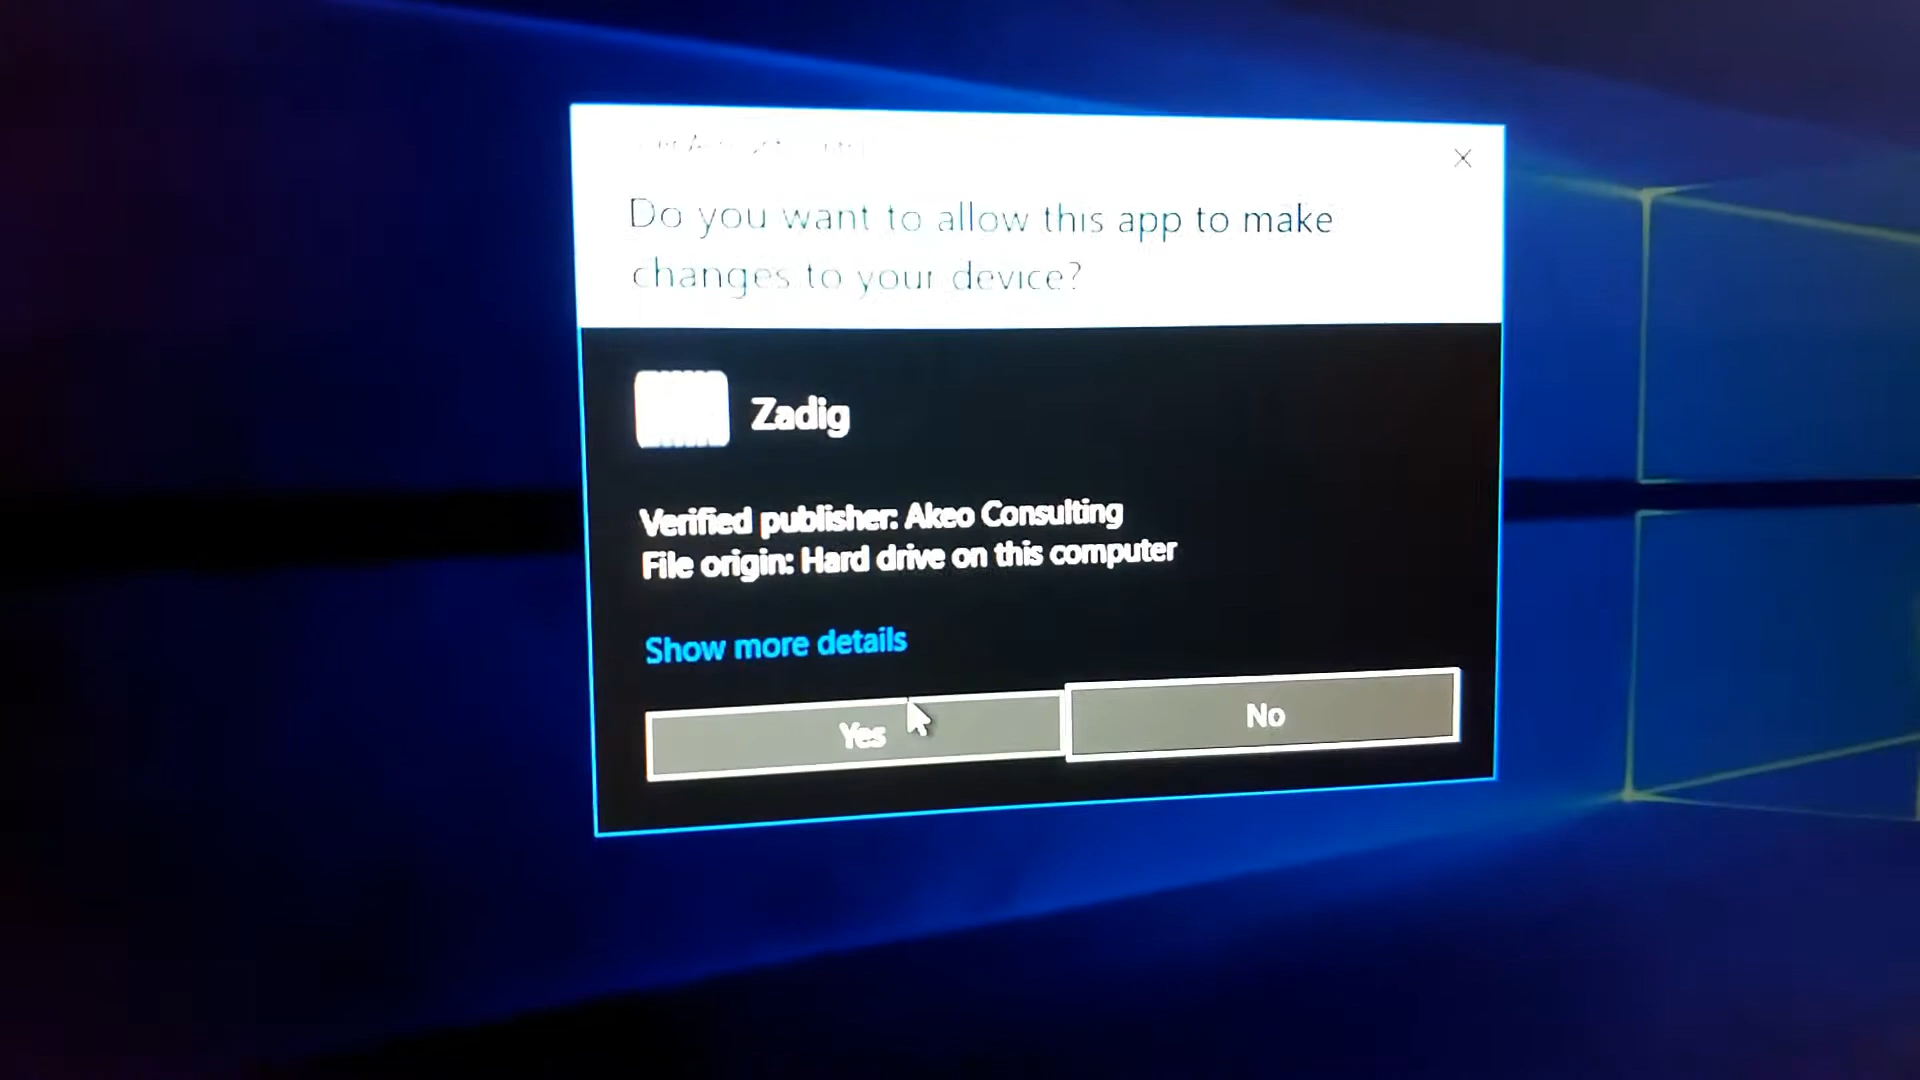 Do you want to allow this app to make
changes to your device?
Zadig
Verified publisher: Akeo Consulting
File origin: Hard drive on this computer
Show more details
Yes
No